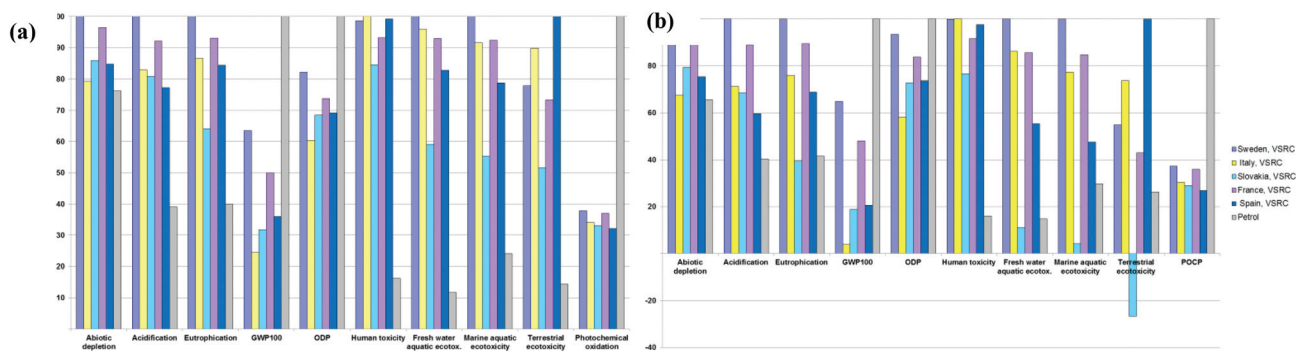 (a)
00
90
80
70
60
50
40
30
20
10
Abiotic
depletion
Acidification
Eutrophication
GWP100
ODP
Human toxicity
Fresh water
aquatic ecotox.
Marine aquatic
ecotoxicity
Terrestrial
ecotoxicity
Photochemical
oxidation
(b)
80
60
40
20
-20
-40
Abiotic
depletion
Acidification
Eutrophication
GWP100
ODP
Human toxicity
Fresh water
aquatic ecotox.
Marine aquatic
ecotoxicity
Terrestrial
ecotoxicity
POCP
Sweden, VSRC
Italy, VSRC
Slovakia, VSRC
France, VSRC
Spain, VSRC
Petrol